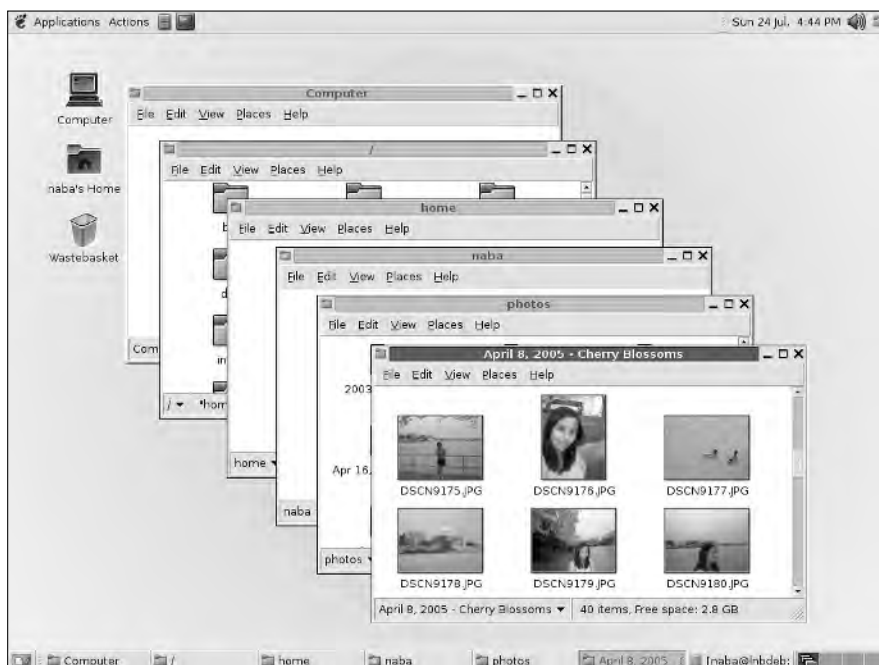 Applications Actions
Sun 24 Jul, 4:44 PM
Computer
naba's Home
Wastebasket
Computer
File Edit View Places Help
/
File Edit View Places Help
home
File Edit View Places Help
naba
File Edit View Places Help
photos
File Edit View Places Help
2003
Apr 16,
April 8, 2005 - Cherry Blossoms
File Edit View Places Help
DSCN9175.JPG
DSCN9176.JPG
DSCN9177.JPG
DSCN9178.JPG
DSCN9179.JPG
DSCN9180.JPG
Com
/
home
naba
photos
April 8, 2005 - Cherry Blossoms
40 items, Free space: 2.8 GB
Computer
/
home
naba
photos
April 8, 2005